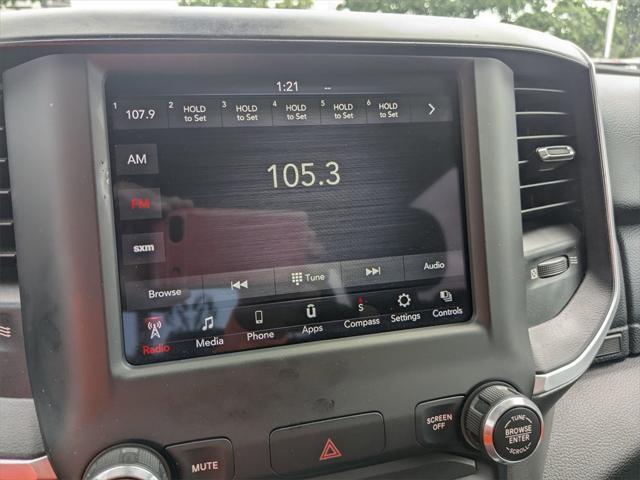 1:21 --
1 107.9 2 HOLD to Set 3 HOLD to Set 4 HOLD to Set 5 HOLD to Set 6 HOLD to Set
AM
105.3
FM
sxm
Browse Tune Audio
Radio Media Phone Apps S Compass Settings Controls
MUTE
SCREEN OFF
TUNE
BROWSE
ENTER
SCROLL